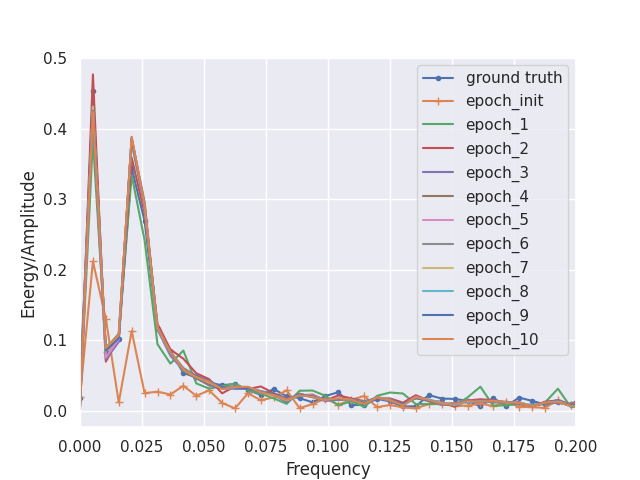 0.5
0.4
0.3
0.2
0.1
0.0
Energy/Amplitude
0.000
0.025
0.050
0.075
0.100
0.125
0.150
0.175
0.200
Frequency
ground truth
epoch_init
epoch_1
epoch_2
epoch_3
epoch_4
epoch_5
epoch_6
epoch_7
epoch_8
epoch_9
epoch_10